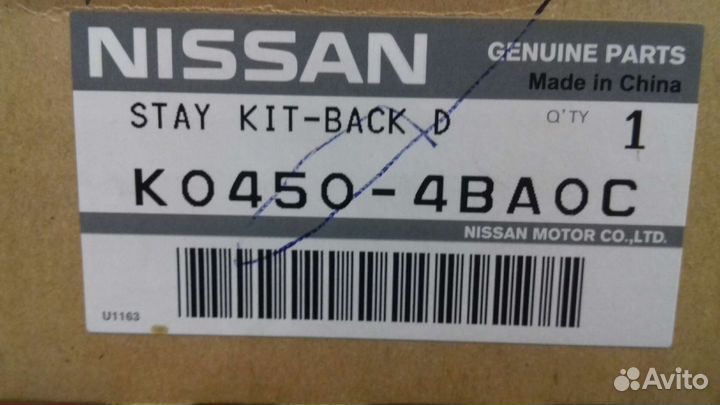 NISSAN
GENUINE PARTS
Made in China
STAY KIT-BACK D
Q'TY 1
K0450-4BA0C
NISSAN MOTOR CO.,LTD.
U1163
Avito